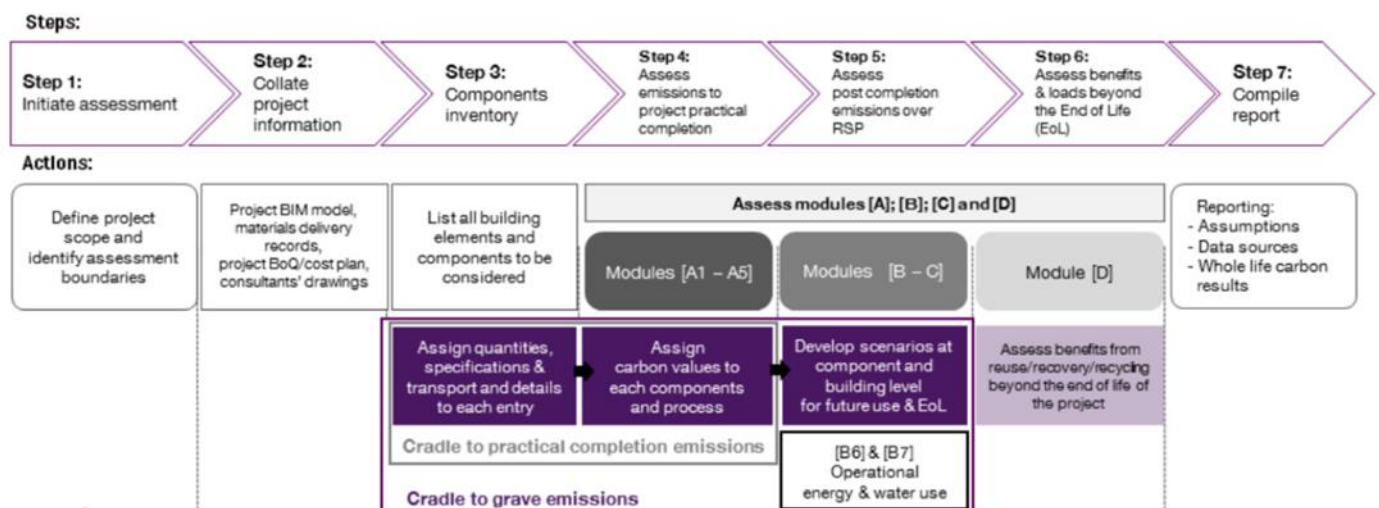 Steps:
Step 1:
Initiate assessment
Step 2:
Collate
project
information
Step 3:
Components
inventory
Step 4:
Assess
emissions to
project practical
completion
Step 5:
Assess
post completion
emissions over
RSP
Step 6:
Assess benefits
& loads beyond
the End of Life
(EoL)
Step 7:
Compile
report
Actions:
Define project
scope and
identify assessment
boundaries
Project BIM model,
materials delivery
records,
project BoQ/cost plan,
consultants' drawings
List all building
elements and
components to be
considered
Assess modules [A]; [B]; [C] and [D]
Modules [A1 – A5]
Modules [B – C]
Module [D]
Reporting:
- Assumptions
- Data sources
- Whole life carbon
results
Assign quantities,
specifications &
transport and details
to each entry
Assign
carbon values to
each components
and process
Develop scenarios at
component and
building level
for future use & EoL
Assess benefits from
reuse/recovery/recycling
beyond the end of life of
the project
Cradle to practical completion emissions
[B6] & [B7]
Operational
energy & water use
Cradle to grave emissions